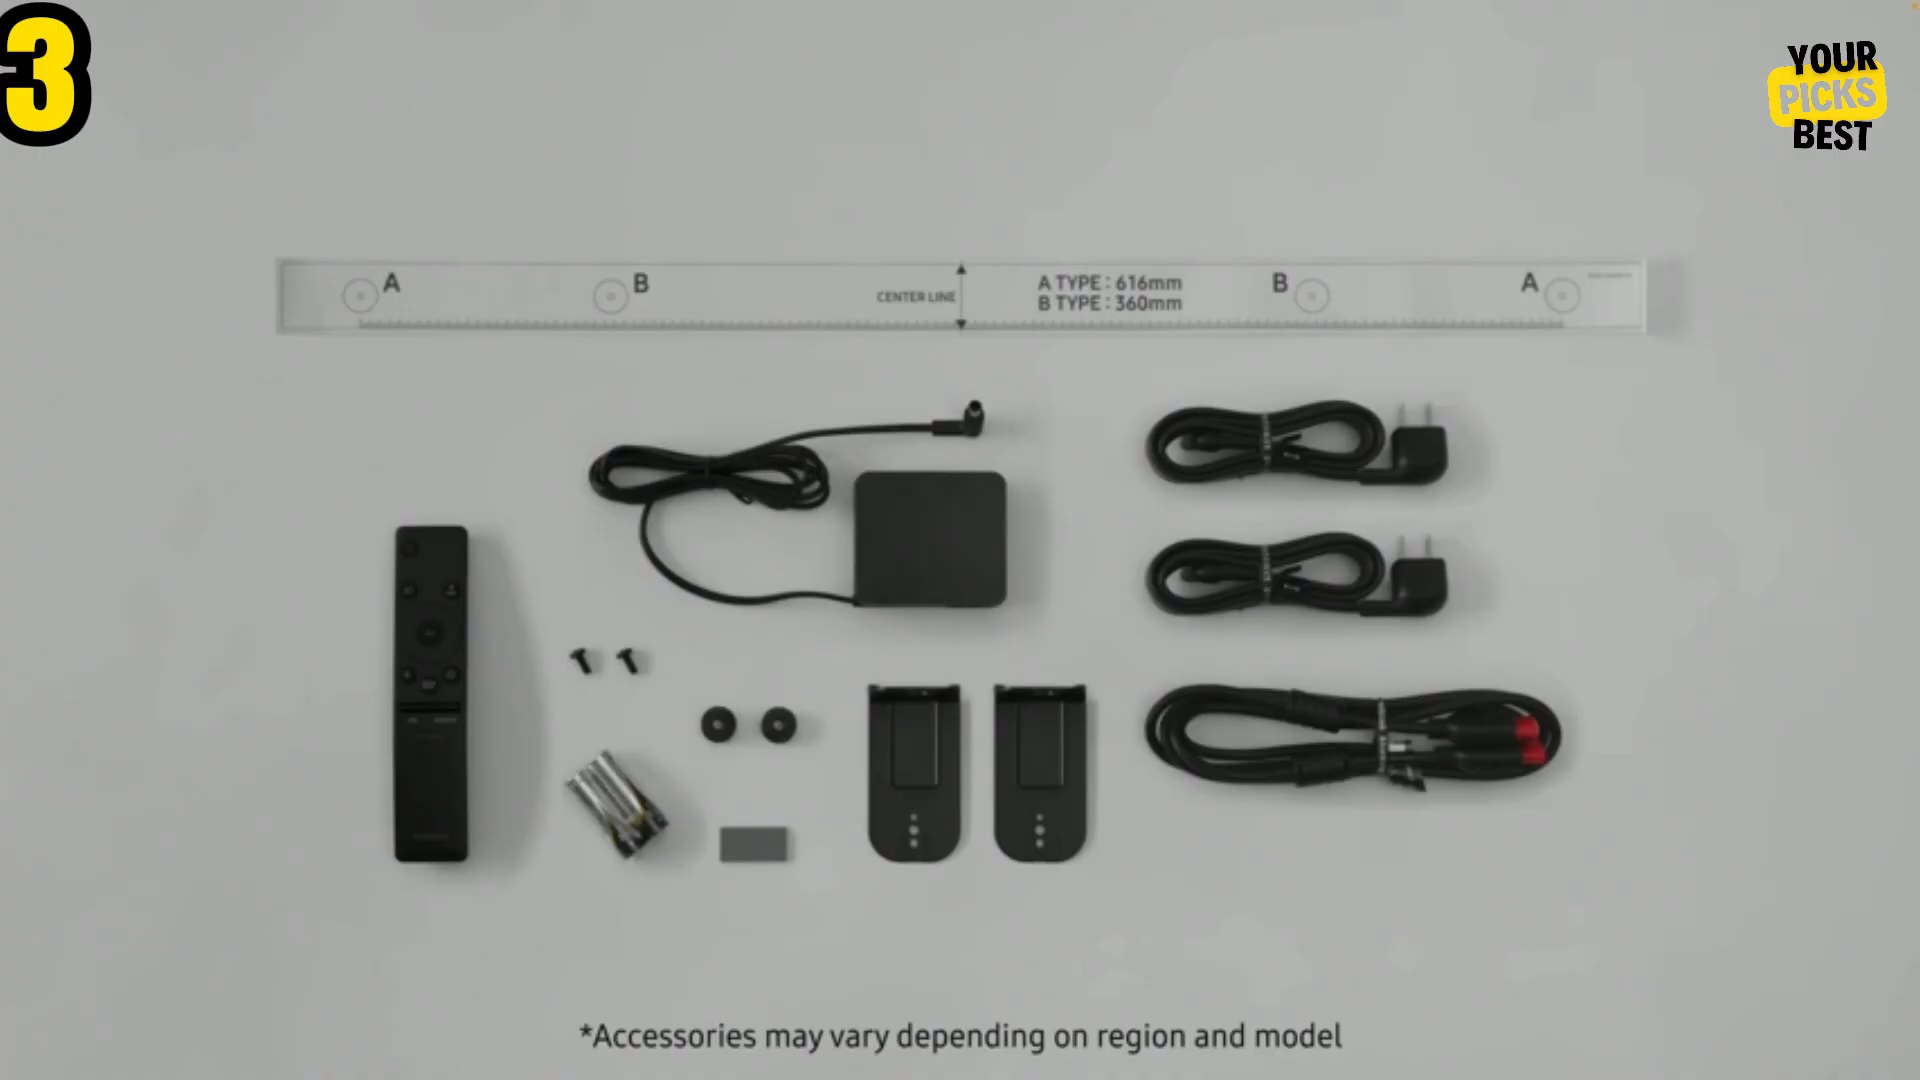 3
YOUR
PICKS
BEST
A
B
CENTER LINE
A TYPE : 616mm
B TYPE : 360mm
B
A
*Accessories may vary depending on region and model